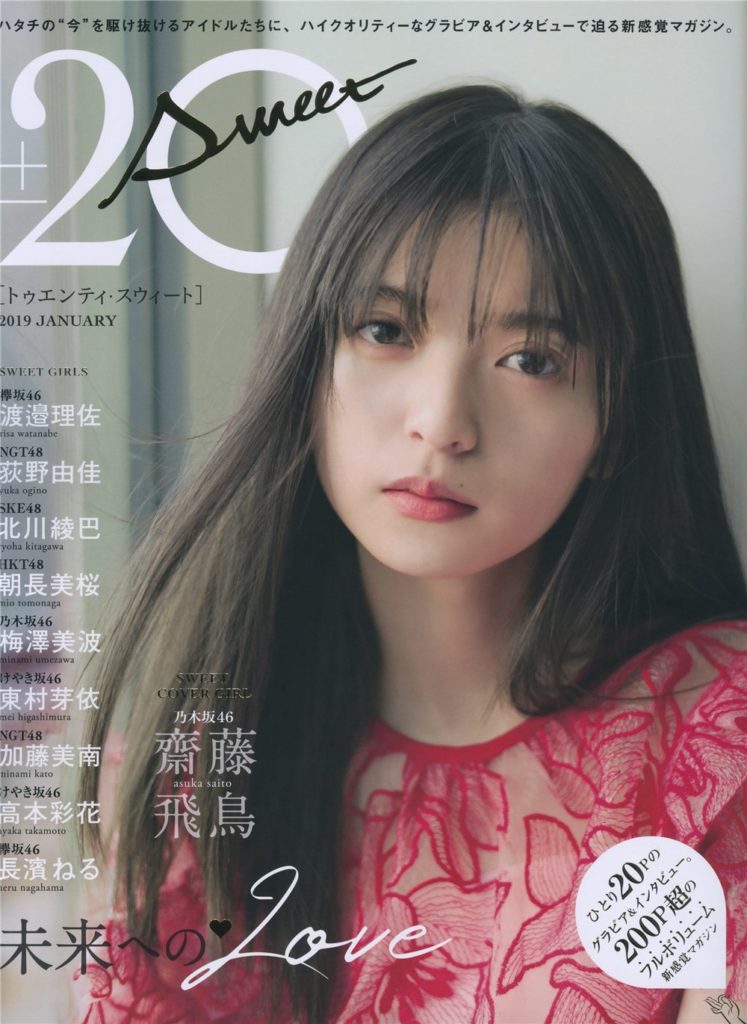 ハタチの“今”を駆け抜けるアイドルたちに、ハイクオリティーなグラビア&インタビューで迫る新感覚マガジン。
±20 Sweet
[トゥエンティ・スウィート]
2019 JANUARY
SWEET GIRLS
欅坂46
渡邉理佐
risa watanabe
NGT48
荻野由佳
yuka ogino
SKE48
北川綾巴
ryoha kitagawa
HKT48
朝長美桜
mio tomonaga
乃木坂46
梅澤美波
minami umezawa
けやき坂46
東村芽依
mei higashimura
NGT48
加藤美南
minami kato
けやき坂46
高本彩花
ayaka takamoto
欅坂46
長濱ねる
neru nagahama
SWEET
COVER GIRL
乃木坂46
齋藤
asuka saito
飛鳥
未来への♥Love
ひとり20Pの
グラビア&インタビュー。
200P超の
フルボリューム
新感覚マガジン